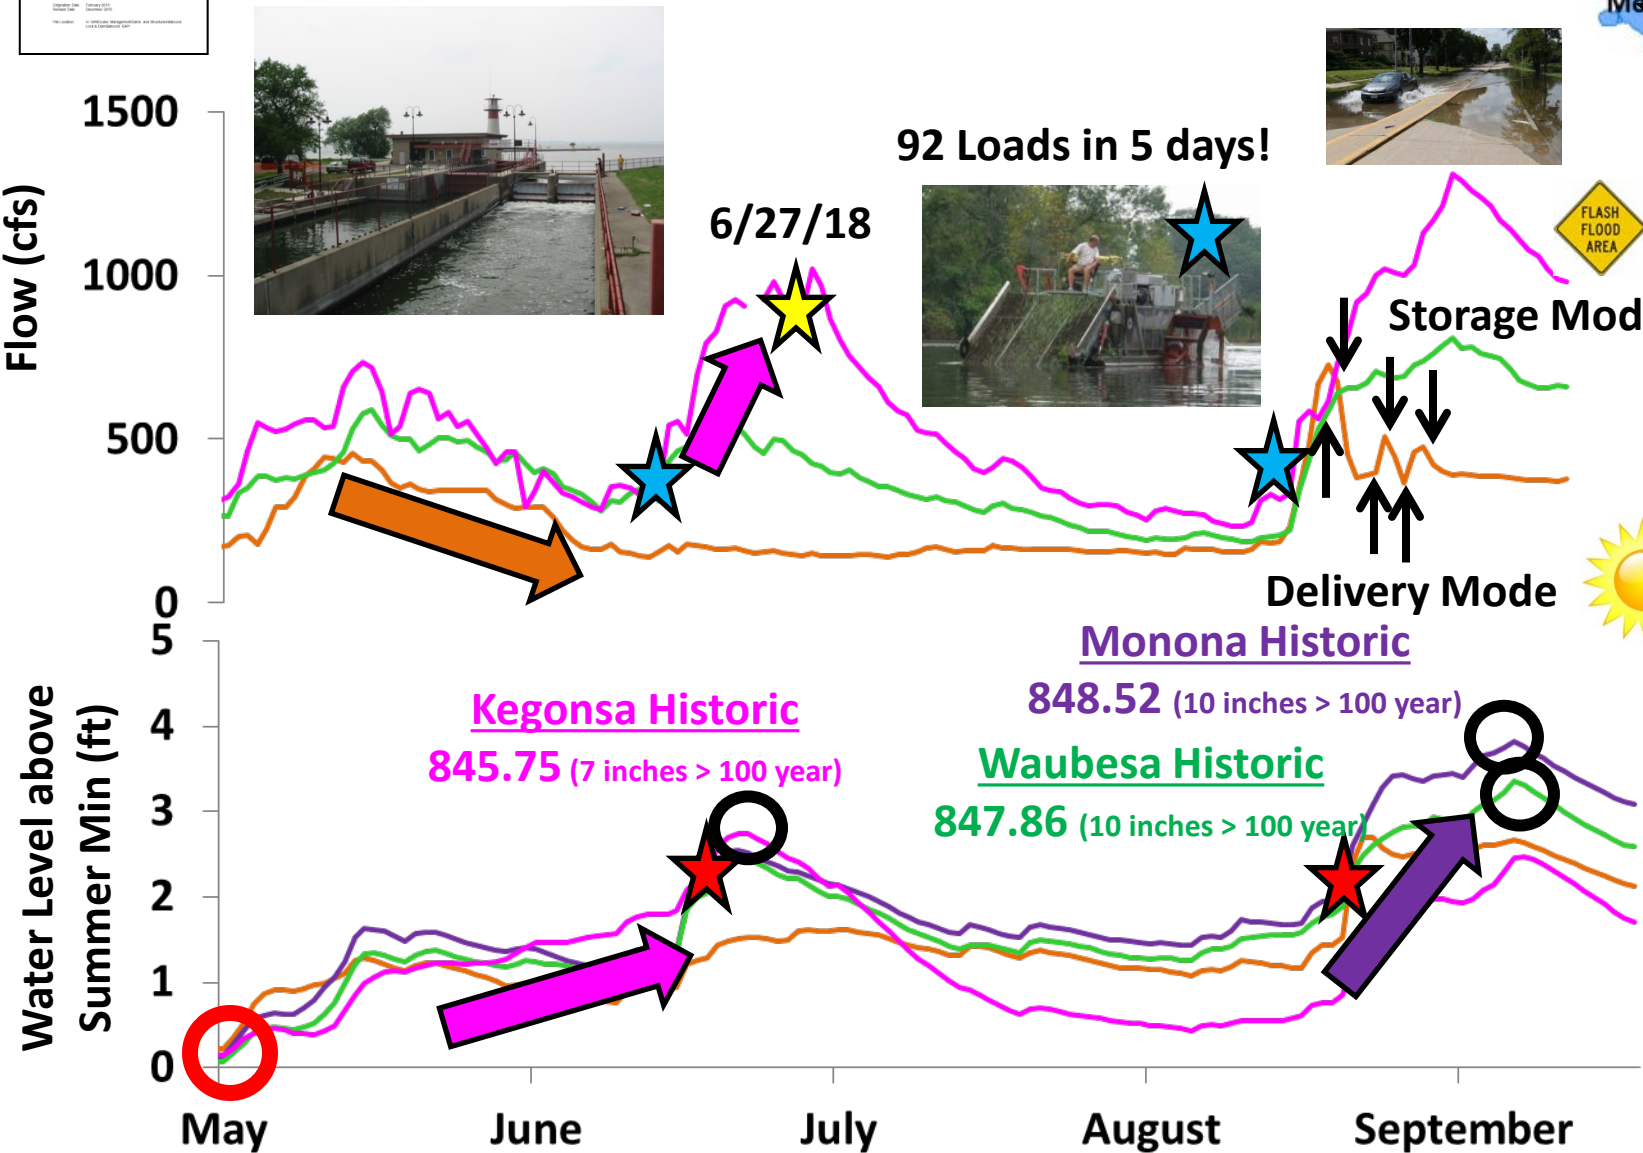 Me
1500
92 Loads in 5 days!
6/27/18
FLASH
FLOOD
AREA
1000
Flow (cfs)
Storage Mod
500
0
Delivery Mode
5
Monona Historic
848.52 (10 inches > 100 year)
Kegonsa Historic
845.75 (7 inches > 100 year)
Waubesa Historic
847.86 (10 inches > 100 year)
4
3
2
1
0
Water Level above
Summer Min (ft)
May
June
July
August
September